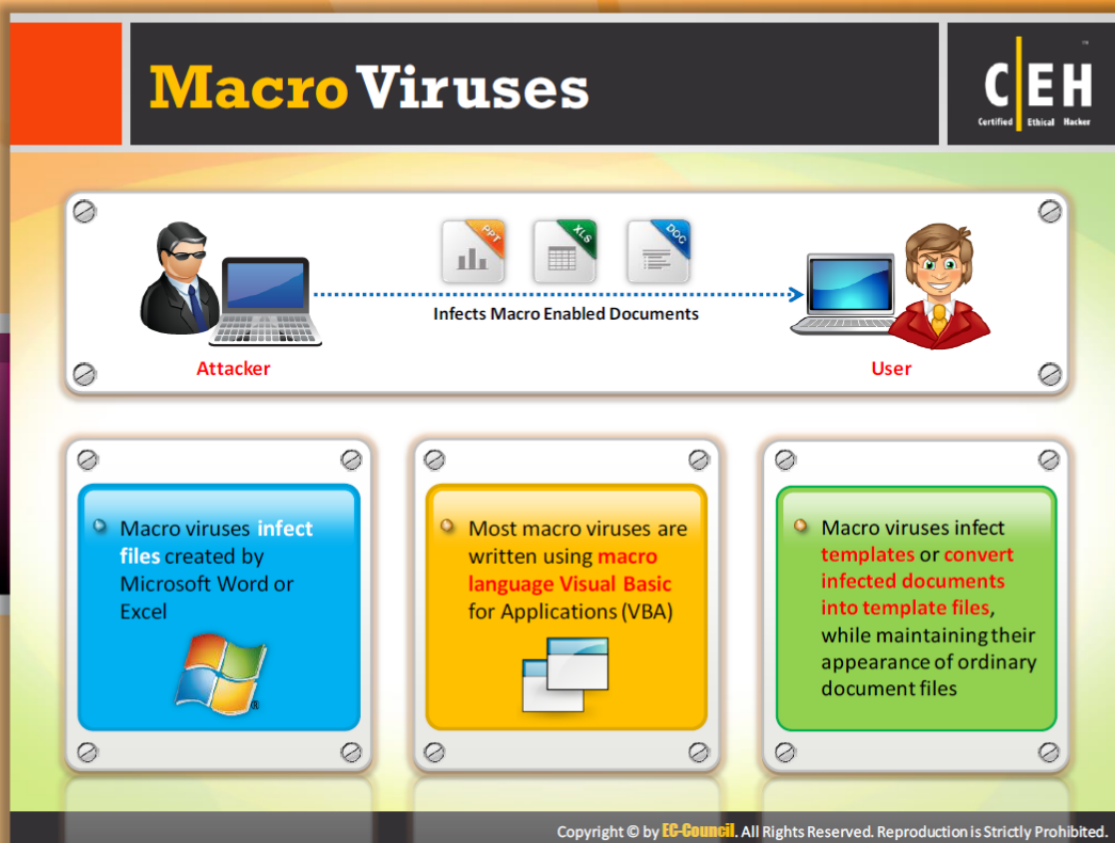 Macro Viruses
CEH
TM
Certified Ethical Hacker
PPT
XLS
DOC
Infects Macro Enabled Documents
Attacker
User
Macro viruses infect
files created by
Microsoft Word or
Excel
®
Most macro viruses are
written using macro
language Visual Basic
for Applications (VBA)
Macro viruses infect
templates or convert
infected documents
into template files,
while maintaining their
appearance of ordinary
document files
Copyright © by EC-Council. All Rights Reserved. Reproduction is Strictly Prohibited.